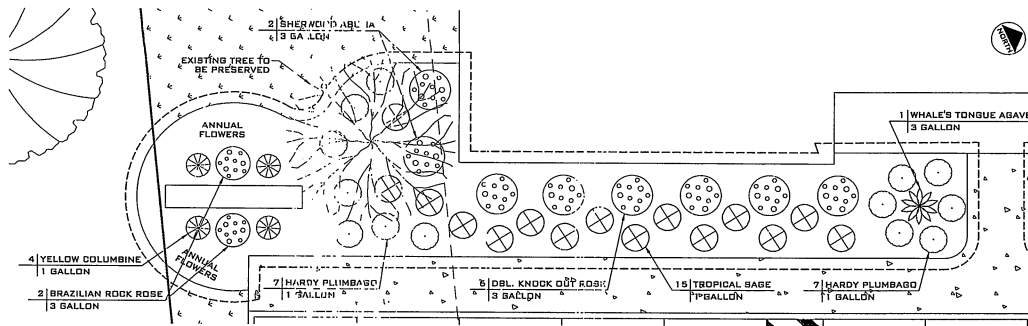 2 SHERWOOD ABELIA
3 GALLON
EXISTING TREE TO
BE PRESERVED
NORTH
ANNUAL
FLOWERS
1 WHALE'S TONGUE AGAVE
3 GALLON
4 YELLOW COLUMBINE
1 GALLON
ANNUAL
FLOWERS
2 BRAZILIAN ROCK ROSE
3 GALLON
7 HARDY PLUMBAGO
1 GALLON
6 DBL. KNOCK OUT ROSE
3 GALLON
15 TROPICAL SAGE
1 GALLON
7 HARDY PLUMBAGO
1 GALLON